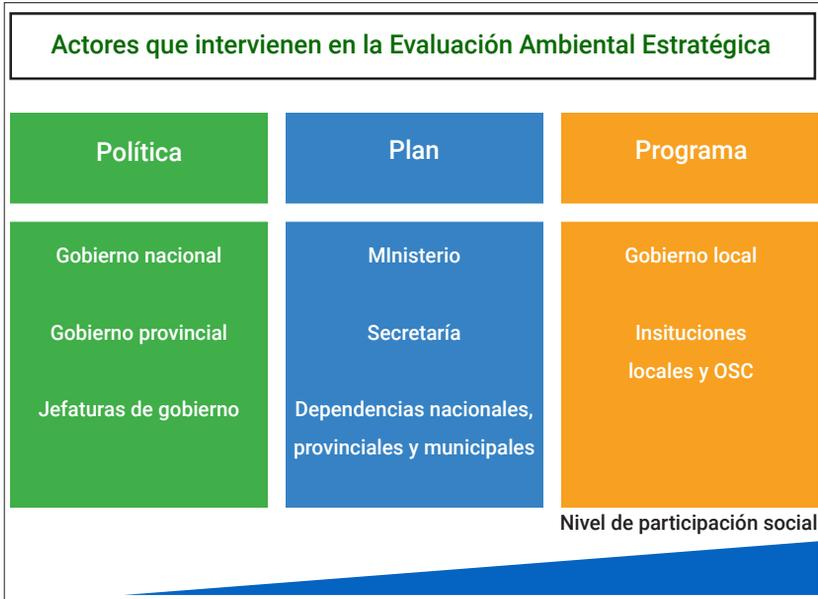 Actores que intervienen en la Evaluación Ambiental Estratégica
Política
Plan
Programa
Gobierno nacional
Gobierno provincial
Jefaturas de gobierno
MInisterio
Secretaría
Dependencias nacionales,
provinciales y municipales
Gobierno local
Insituciones
locales y OSC
Nivel de participación social